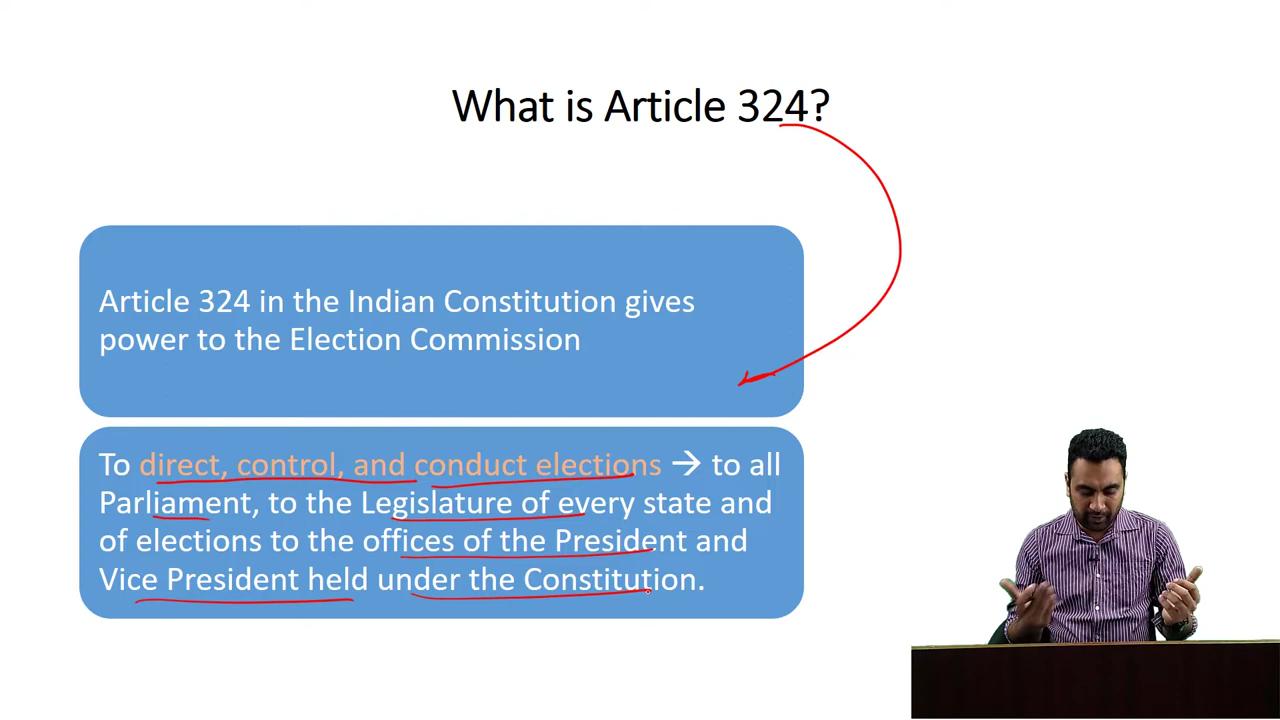 What is Article 324?
Article 324 in the Indian Constitution gives
power to the Election Commission
To direct, control, and conduct elections → to all
Parliament, to the Legislature of every state and
of elections to the offices of the President and
Vice President held under the Constitution.